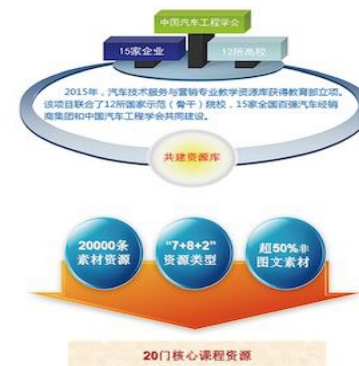 中国汽车工程学会
15家企业
12所高校
2015年，汽车技术服务与营销专业教学资源库获得教育部立项。
该项目联合了12所国家示范（骨干）院校，15家全国百强汽车经销
商集团和中国汽车工程学会共同建设。
共建资源库
20000条
素材资源
"7+8+2"
资源类型
超50%非
图文素材
20门核心课程资源